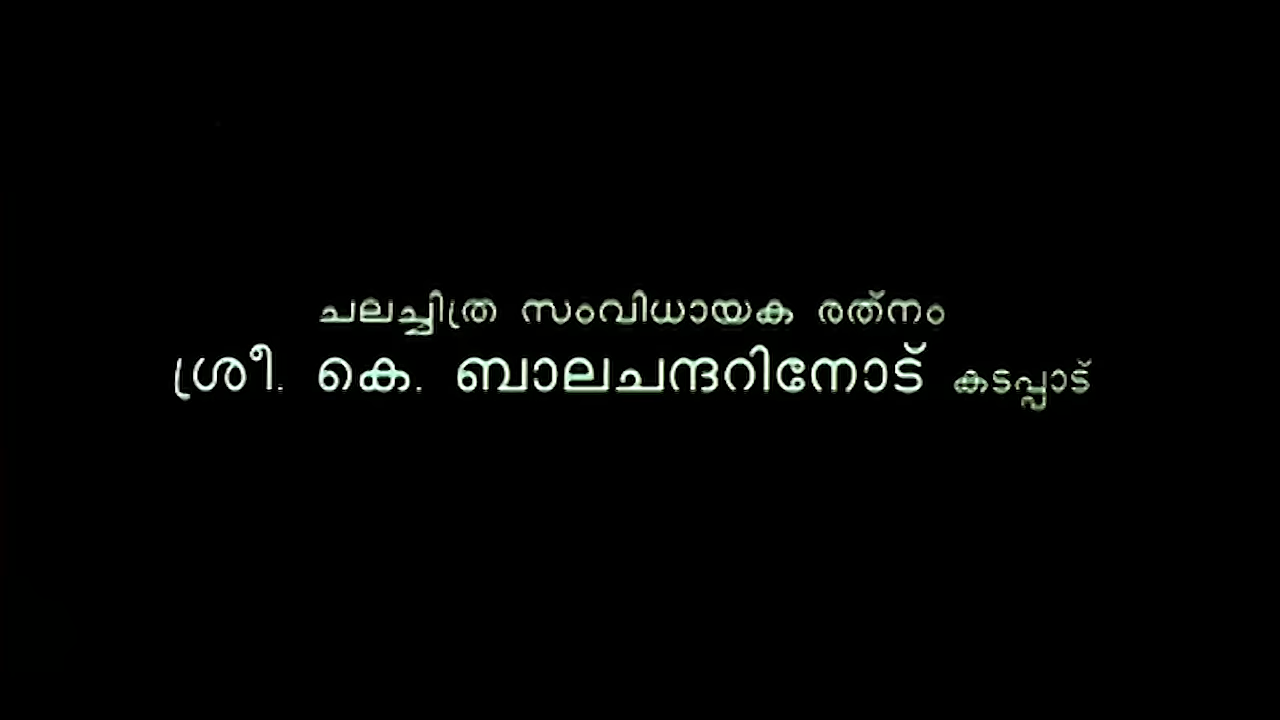 ചലച്ചിത്ര സംവിധായക രത്നം
ശ്രീ. കെ. ബാലചന്ദറിനോട് കടപ്പാട്